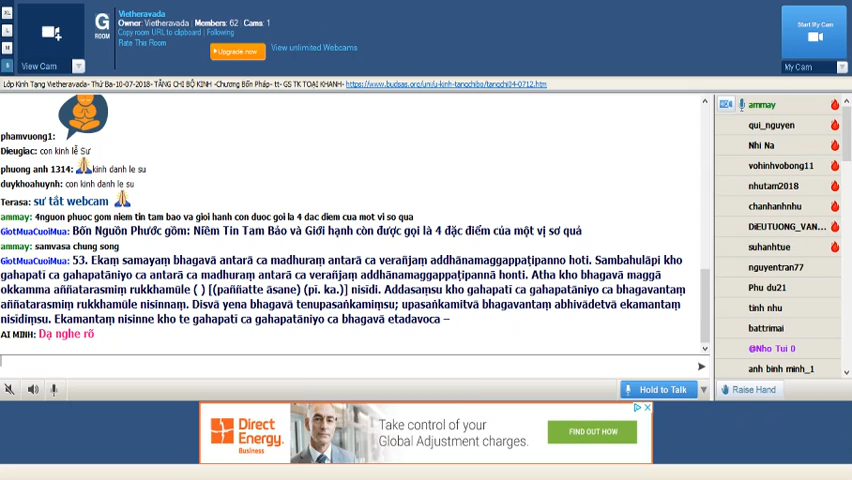 XL
L
M
S
View Cam
G
ROOM
Vietheravada
Owner: Vietheravada | Members: 62 | Cams: 1
Copy room URL to clipboard | Following
Rate This Room
Upgrade now
View unlimited Webcams
Start My Cam
My Cam
Lớp Kinh Tạng Vietheravada- Thứ Ba-10-07-2018- TĂNG CHI BỘ KINH -Chương Bốn Pháp- tt- GS TK TOẠI KHANH- https://www.budsas.org/uni/u-kinh-tangchibo/tangchi04-0712.htm
phamvuong1:
Dieugiac: con kính lễ Sư
phuong anh 1314: kinh danh le su
duykhoahuynh: con kinh danh le su
Terasa: sư tắt webcam
ammay: 4nguon phuoc gom niem tin tam bao va gioi hanh con duoc goi la 4 dac diem cua mot vi so qua
GiotMuaCuoiMua: Bốn Nguồn Phước gồm: Niềm Tin Tam Bảo và Giới hạnh còn được gọi là 4 đặc điểm của một vị sơ quả
ammay: samvasa chung song
GiotMuaCuoiMua: 53. Ekaṃ samayaṃ bhagavā antarā ca madhuraṃ antarā ca verañjaṃ addhānamaggappaṭipanno hoti. Sambahulāpi kho
gahapatī ca gahapatāniyo ca antarā ca madhuraṃ antarā ca verañjaṃ addhānamaggappaṭipannā honti. Atha kho bhagavā maggā
okkamma aññatarasmiṃ rukkhamūle ( ) [(paññatte āsane) (pī. ka.)] nisīdi. Addasaṃsu kho gahapatī ca gahapatāniyo ca bhagavantaṃ
aññatarasmiṃ rukkhamūle nisinnaṃ. Disvā yena bhagavā tenupasaṅkamiṃsu; upasaṅkamitvā bhagavantaṃ abhivādetvā ekamantaṃ
nisīdiṃsu. Ekamantaṃ nisinne kho te gahapatī ca gahapatāniyo ca bhagavā etadavoca –
AI MINH: Dạ nghe rõ
ammay
qui_nguyen
Nhi Na
vohinhvobong11
nhutam2018
chanhanhnhu
DiEUTUONG_VAN_...
suhanhtue
nguyentran77
Phu du21
tinh nhu
battrimai
@Nho Tui 0
anh binh minh_1
Hold to Talk
Raise Hand
Direct
Energy.
Business
Take control of your
Global Adjustment charges.
FIND OUT HOW